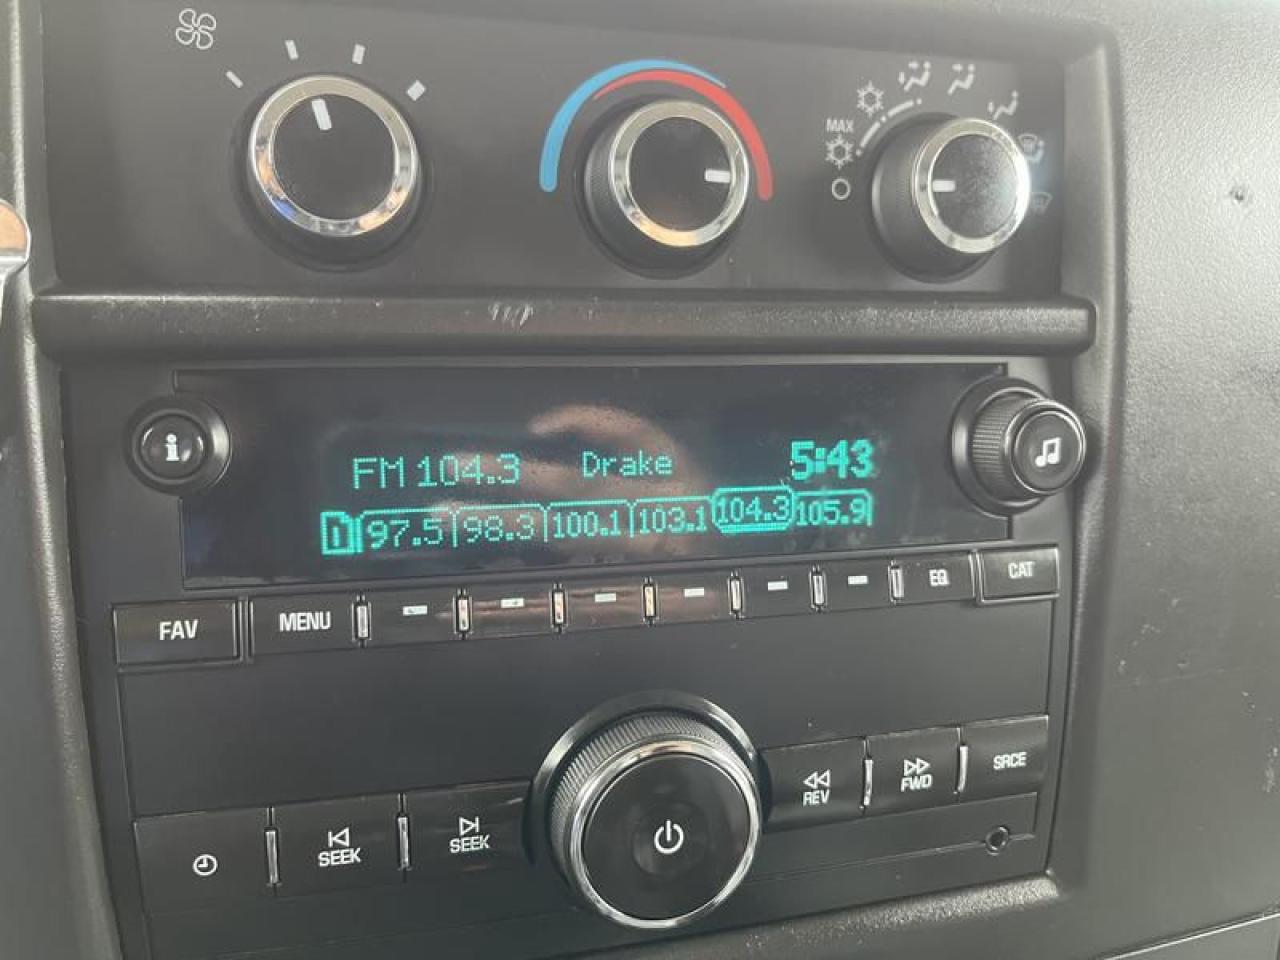 MAX
i
FM 104.3 Drake 5:43
1 97.5 98.3 100.1 103.1 104.3 105.9
FAV MENU EQ CAT
REV FWD SRCE
SEEK SEEK